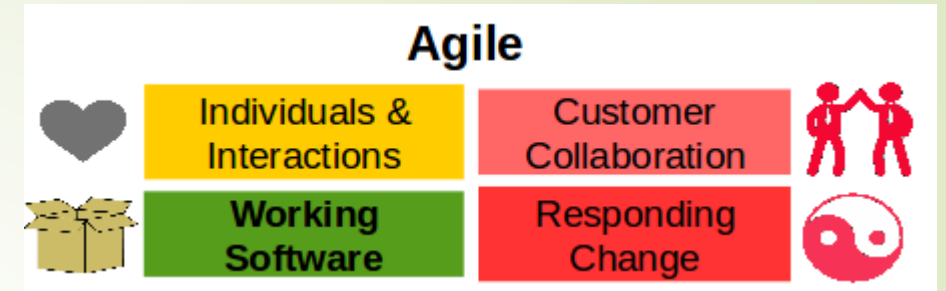 Agile
Individuals &
Interactions
Customer
Collaboration
Working
Software
Responding
Change